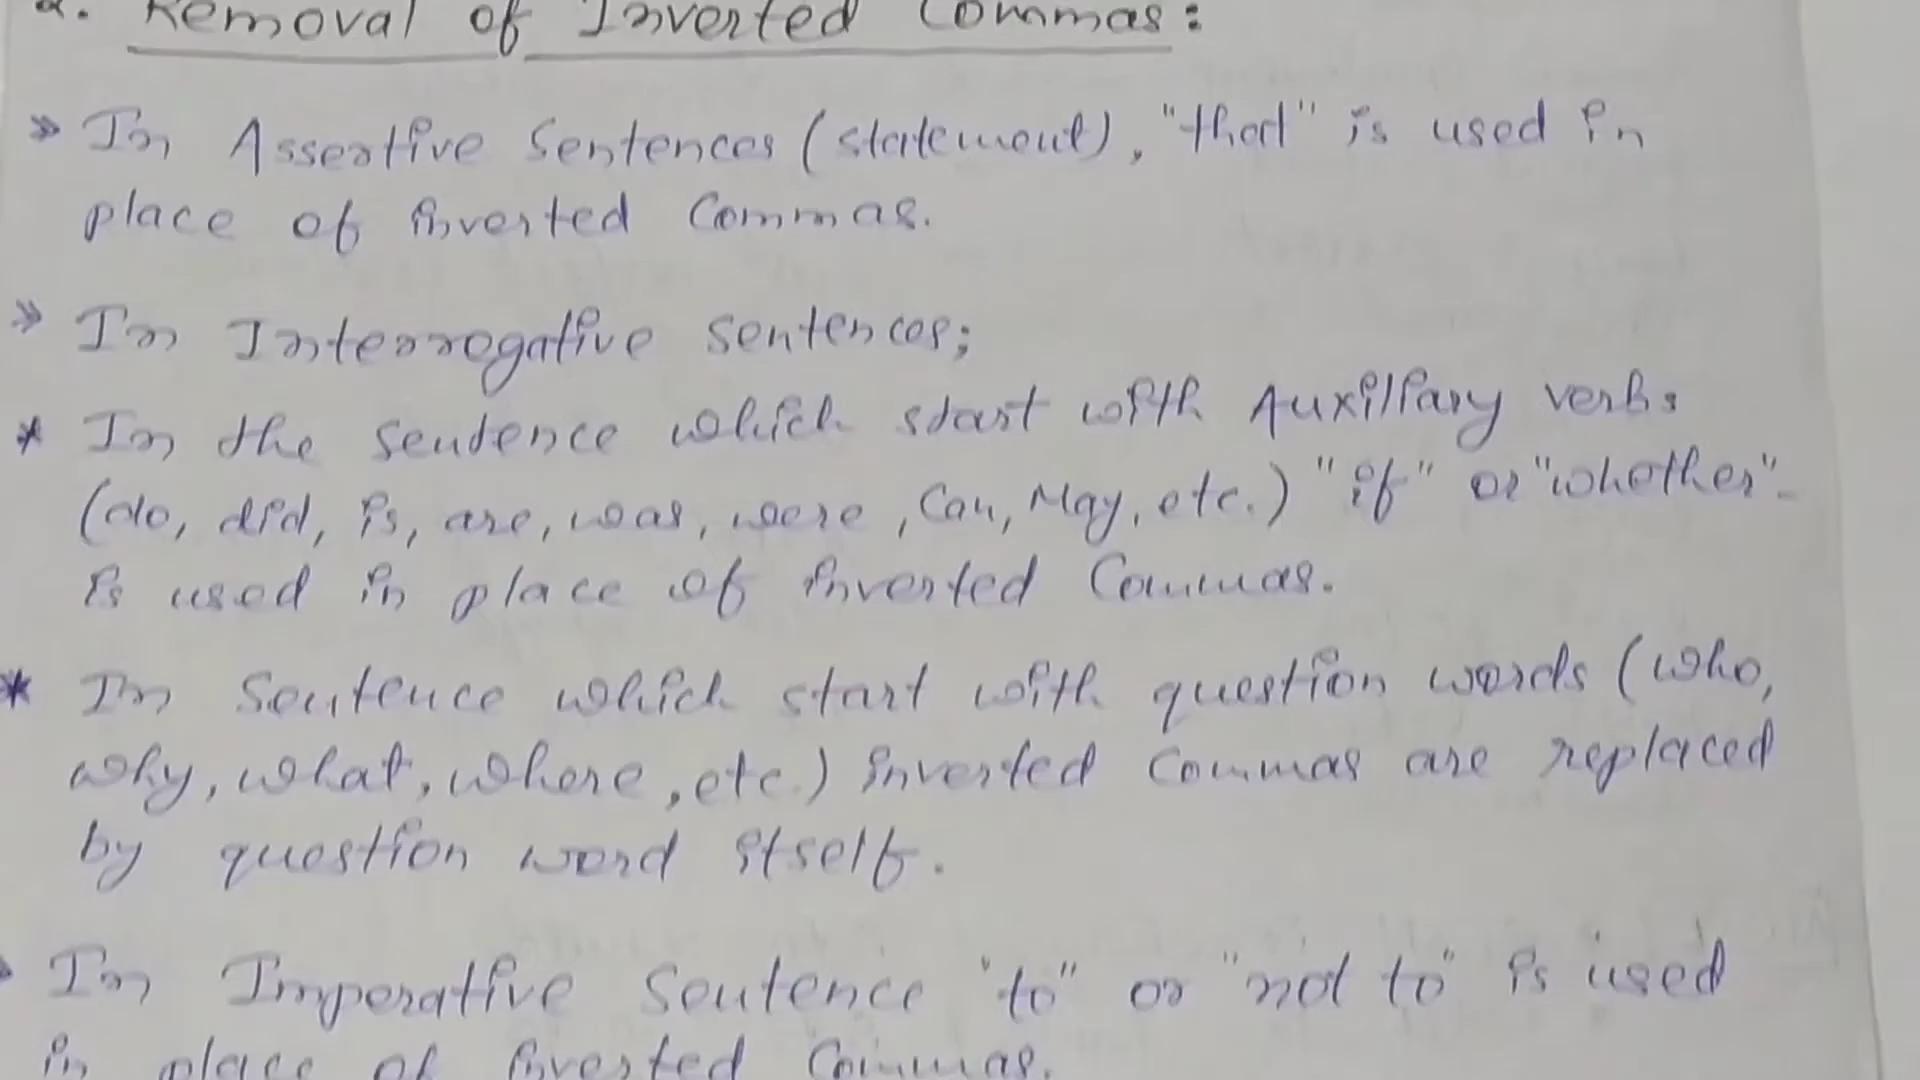 2. Removal of Inverted Commas:
» In Assertive Sentences (statement), "that" is used in
place of inverted Commas.
» In Interrogative sentences;
* In the sentence which start with Auxilliary verbs
(do, did, is, are, was, were, Can, May, etc.) "if" or "whether"
is used in place of inverted Commas.
* In Sentence which start with question words (who,
why, what, where, etc.) inverted Commas are replaced
by question word itself.
In Imperative Sentence "to" or "not to" is used
in place of inverted Commas.